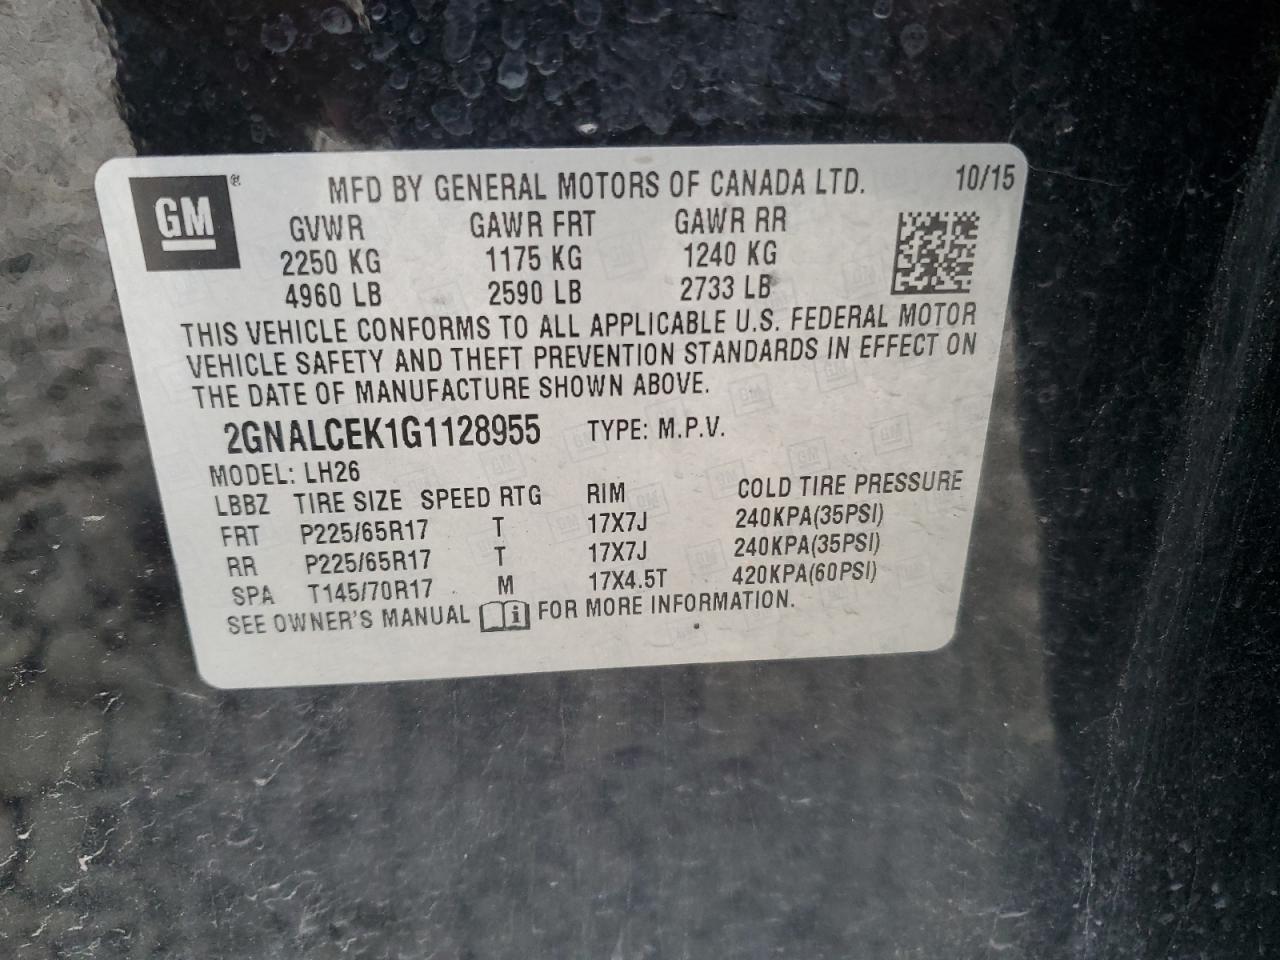 GM ® MFD BY GENERAL MOTORS OF CANADA LTD. 10/15
GVWR GAWR FRT GAWR RR
2250 KG 1175 KG 1240 KG
4960 LB 2590 LB 2733 LB
THIS VEHICLE CONFORMS TO ALL APPLICABLE U.S. FEDERAL MOTOR
VEHICLE SAFETY AND THEFT PREVENTION STANDARDS IN EFFECT ON
THE DATE OF MANUFACTURE SHOWN ABOVE.
2GNALCEK1G1128955 TYPE: M.P.V.
MODEL: LH26
LBBZ TIRE SIZE SPEED RTG RIM COLD TIRE PRESSURE
FRT P225/65R17 T 17X7J 240KPA(35PSI)
RR P225/65R17 T 17X7J 240KPA(35PSI)
SPA T145/70R17 M 17X4.5T 420KPA(60PSI)
SEE OWNER'S MANUAL i FOR MORE INFORMATION.